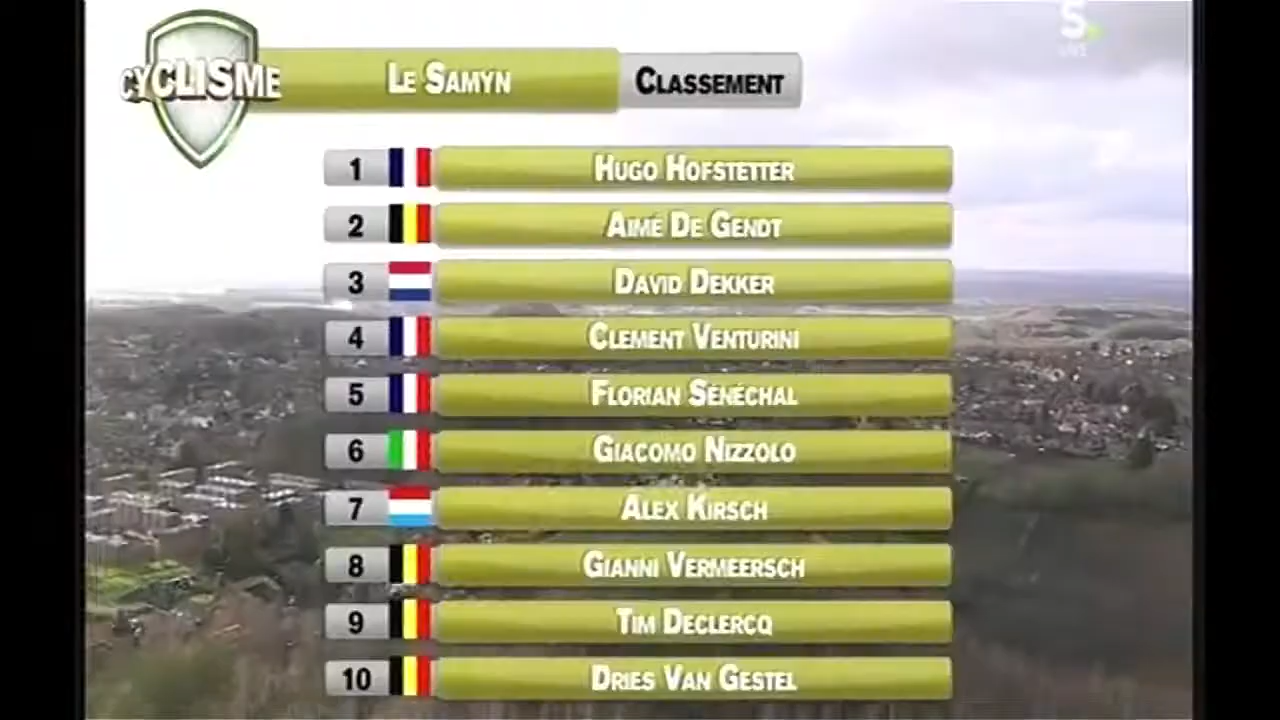 CYCLISME
LE SAMYN
CLASSEMENT
1 HUGO HOFSTETTER
2 AIMÉ DE GENDT
3 DAVID DEKKER
4 CLEMENT VENTURINI
5 FLORIAN SÉNÉCHAL
6 GIACOMO NIZZOLO
7 ALEX KIRSCH
8 GIANNI VERMEERSCH
9 TIM DECLERCQ
10 DRIES VAN GESTEL